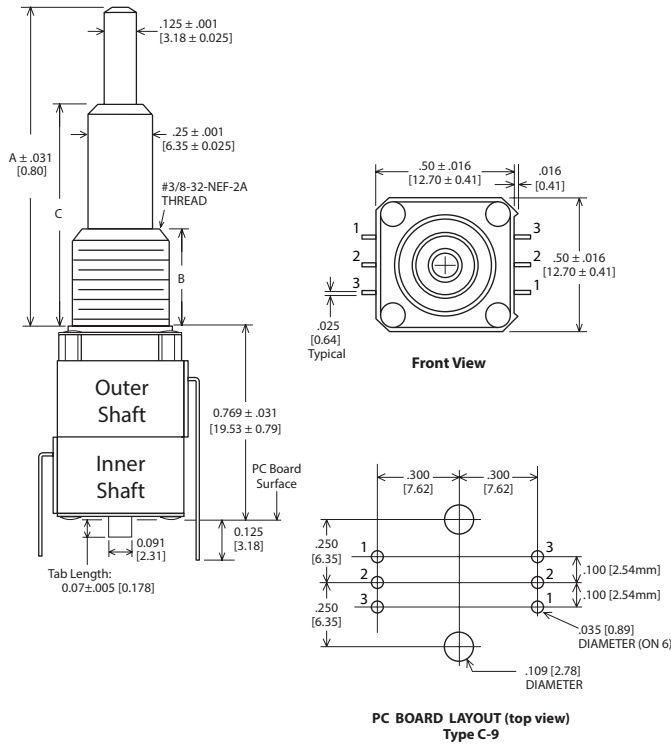 .125 ± .001
[3.18 ± 0.025]
.25 ± .001
[6.35 ± 0.025]
A ± .031
[0.80]
C
#3/8-32-NEF-2A
THREAD
B
Outer
Shaft
Inner
Shaft
0.769 ± .031
[19.53 ± 0.79]
PC Board
Surface
0.125
[3.18]
0.091
[2.31]
Tab Length:
0.07±.005 [0.178]
.50 ± .016
[12.70 ± 0.41]
.016
[0.41]
1
2
3
3
2
1
.50 ± .016
[12.70 ± 0.41]
.025
[0.64]
Typical
Front View
.300
[7.62]
.300
[7.62]
.250
[6.35]
.250
[6.35]
1
2
3
3
2
1
.100 [2.54mm]
.100 [2.54mm]
.035 [0.89]
DIAMETER (ON 6)
.109 [2.78]
DIAMETER
PC BOARD LAYOUT (top view)
Type C-9